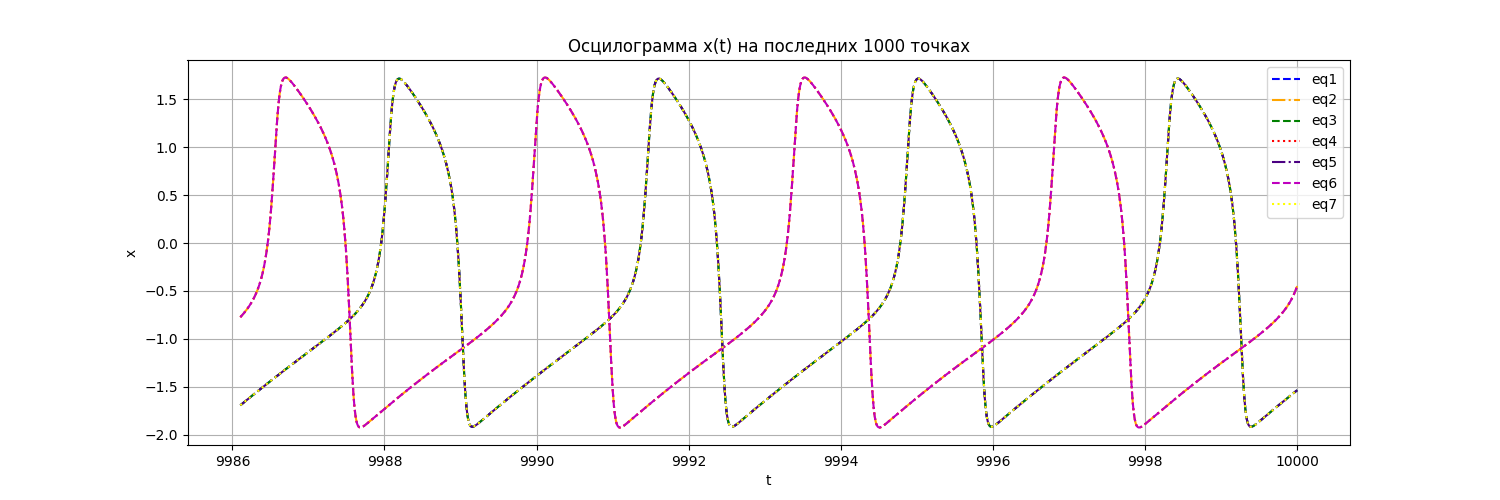 Осцилограмма x(t) на последних 1000 точках
x
1.5
1.0
0.5
0.0
−0.5
−1.0
−1.5
−2.0
eq1
eq2
eq3
eq4
eq5
eq6
eq7
9986
9988
9990
9992
9994
9996
9998
10000
t